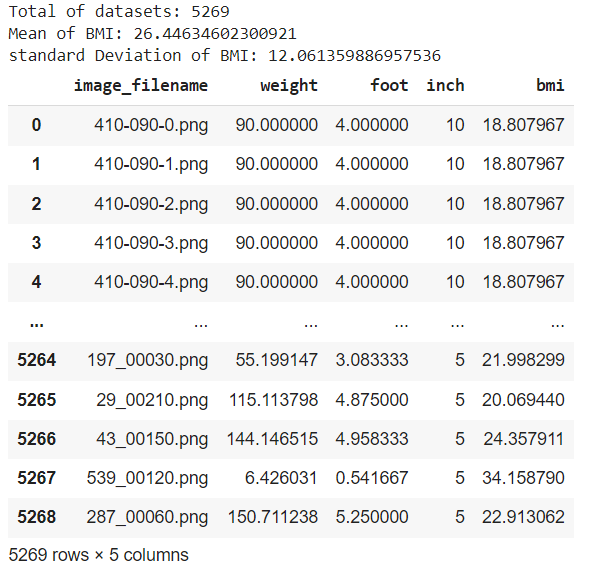 Total of datasets: 5269
Mean of BMI: 26.44634602300921
standard Deviation of BMI: 12.061359886957536
image_filename weight foot inch bmi
0 410-090-0.png 90.000000 4.000000 10 18.807967
1 410-090-1.png 90.000000 4.000000 10 18.807967
2 410-090-2.png 90.000000 4.000000 10 18.807967
3 410-090-3.png 90.000000 4.000000 10 18.807967
4 410-090-4.png 90.000000 4.000000 10 18.807967
... ... ... ... ... ...
5264 197_00030.png 55.199147 3.083333 5 21.998299
5265 29_00210.png 115.113798 4.875000 5 20.069440
5266 43_00150.png 144.146515 4.958333 5 24.357911
5267 539_00120.png 6.426031 0.541667 5 34.158790
5268 287_00060.png 150.711238 5.250000 5 22.913062
5269 rows × 5 columns